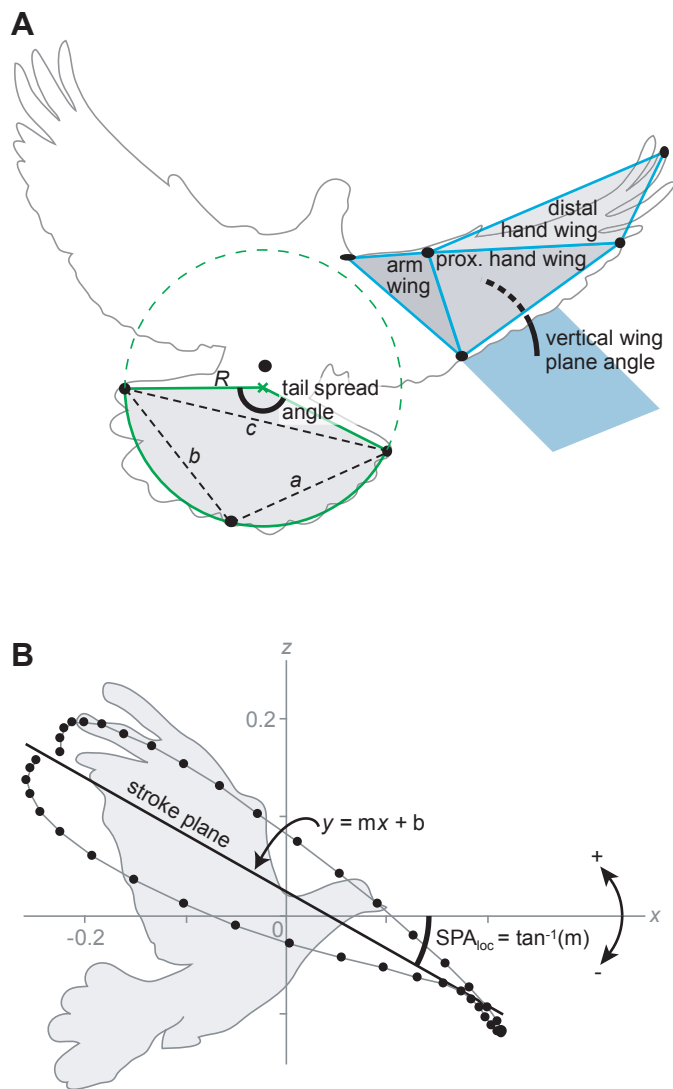 A
distal
hand wing
arm
wing
prox. hand wing
vertical wing
plane angle
R
tail spread
angle
c
b
a
B
z
0.2
stroke plane
y = mx + b
+
-0.2
0
x
SPAloc = tan⁻¹(m)
-